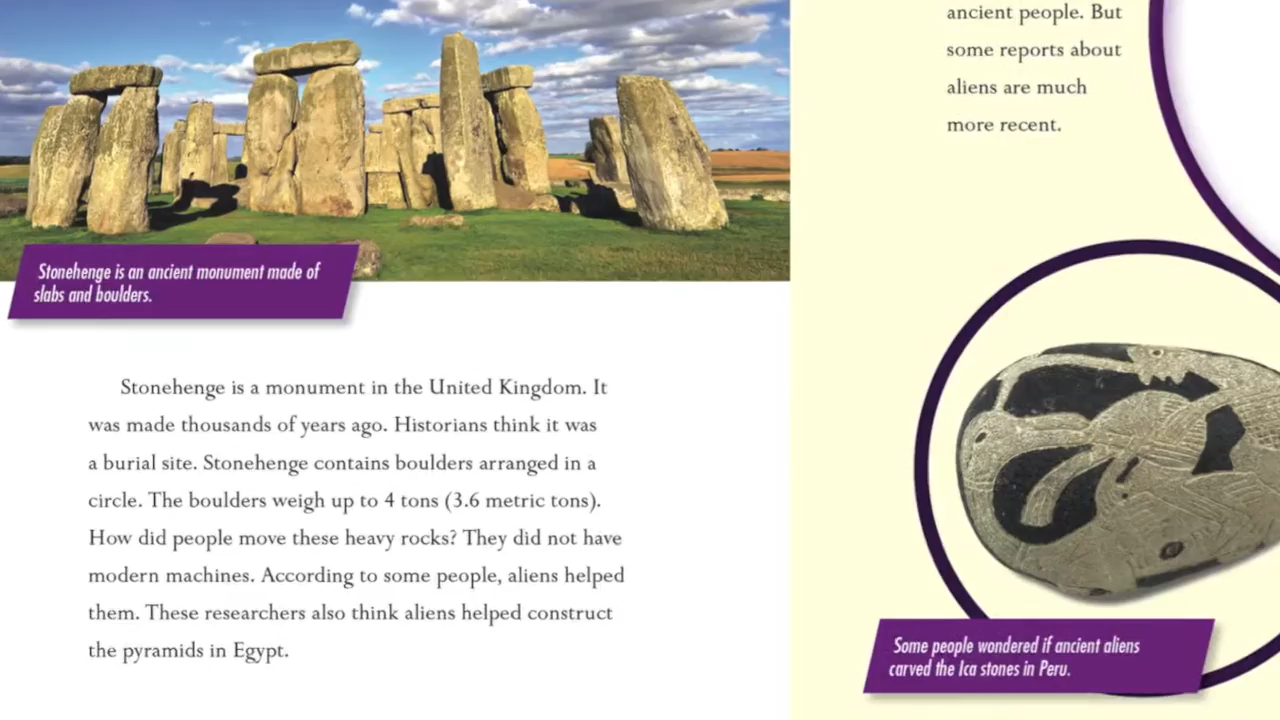 Stonehenge is an ancient monument made of
slabs and boulders.
Stonehenge is a monument in the United Kingdom. It
was made thousands of years ago. Historians think it was
a burial site. Stonehenge contains boulders arranged in a
circle. The boulders weigh up to 4 tons (3.6 metric tons).
How did people move these heavy rocks? They did not have
modern machines. According to some people, aliens helped
them. These researchers also think aliens helped construct
the pyramids in Egypt.
ancient people. But
some reports about
aliens are much
more recent.
Some people wondered if ancient aliens
carved the Ica stones in Peru.